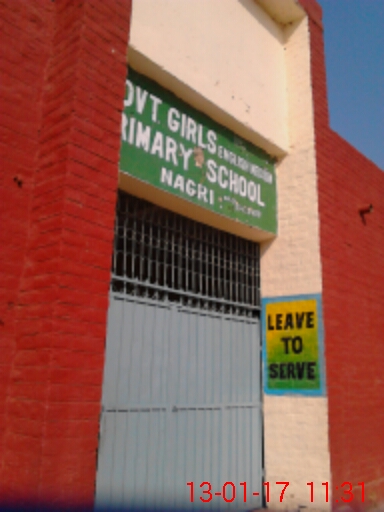 OVT. GIRLS ENGLISH MEDIUM
RIMARY SCHOOL
NAGRI :
LEAVE
TO
SERVE
13-01-17 11:31